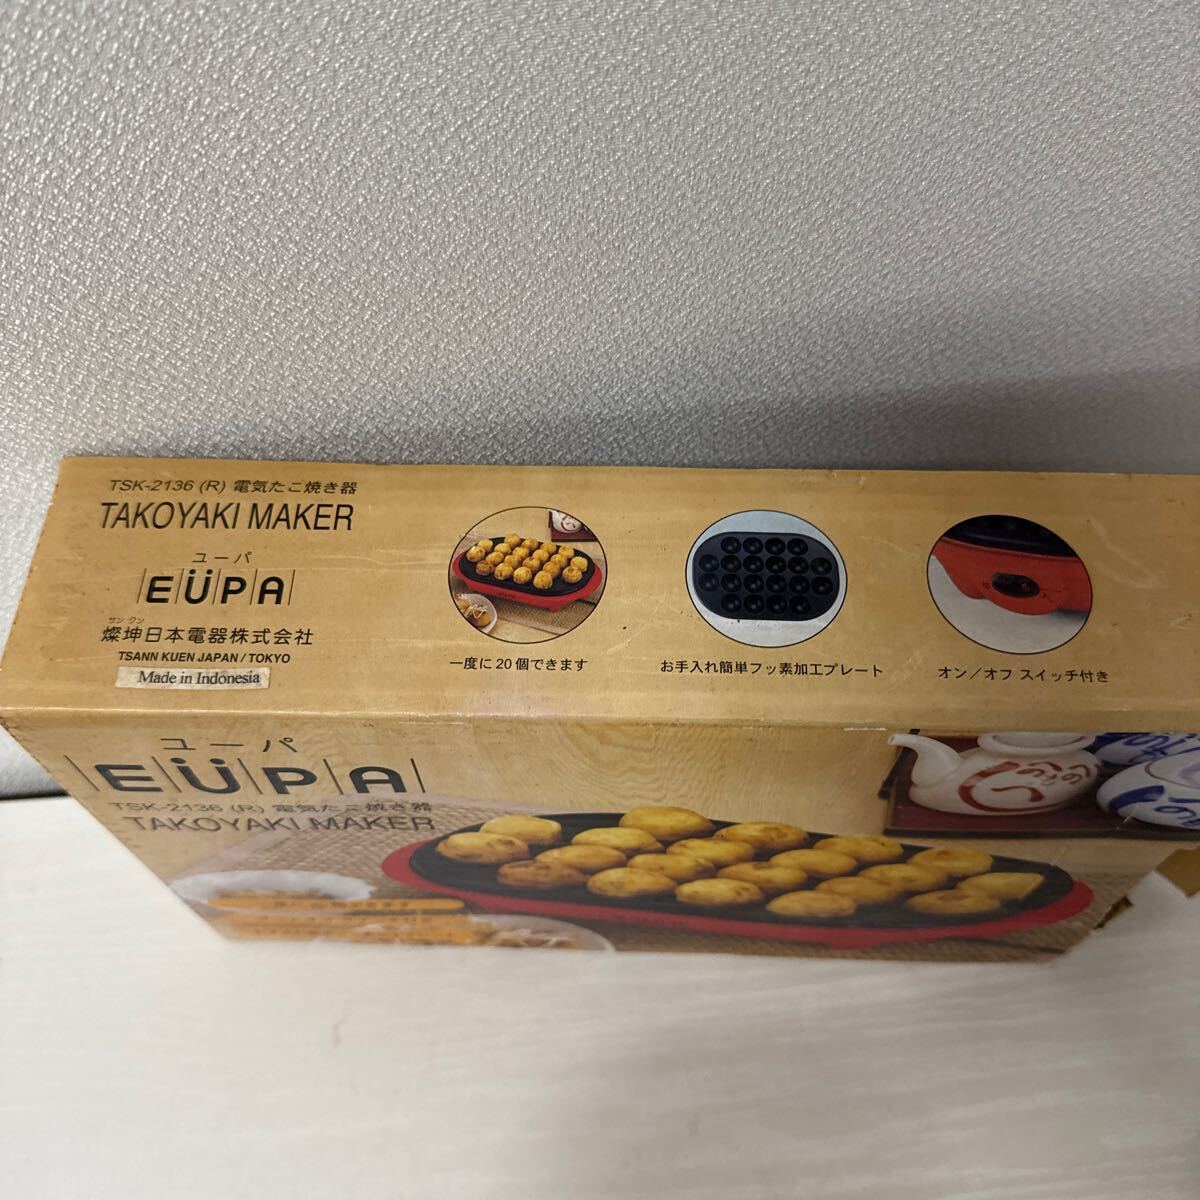 TSK-2136 (R) 電気たこ焼き器
TAKOYAKI MAKER
ユーパ
EÜPA
サン クン
燦坤日本電器株式会社
TSANN KUEN JAPAN / TOKYO
Made in Indonesia
一度に20個できます
お手入れ簡単フッ素加工プレート
オン／オフ スイッチ付き
ユーパ
EÜPA
TSK-2136 (R) 電気たこ焼き器
TAKOYAKI MAKER